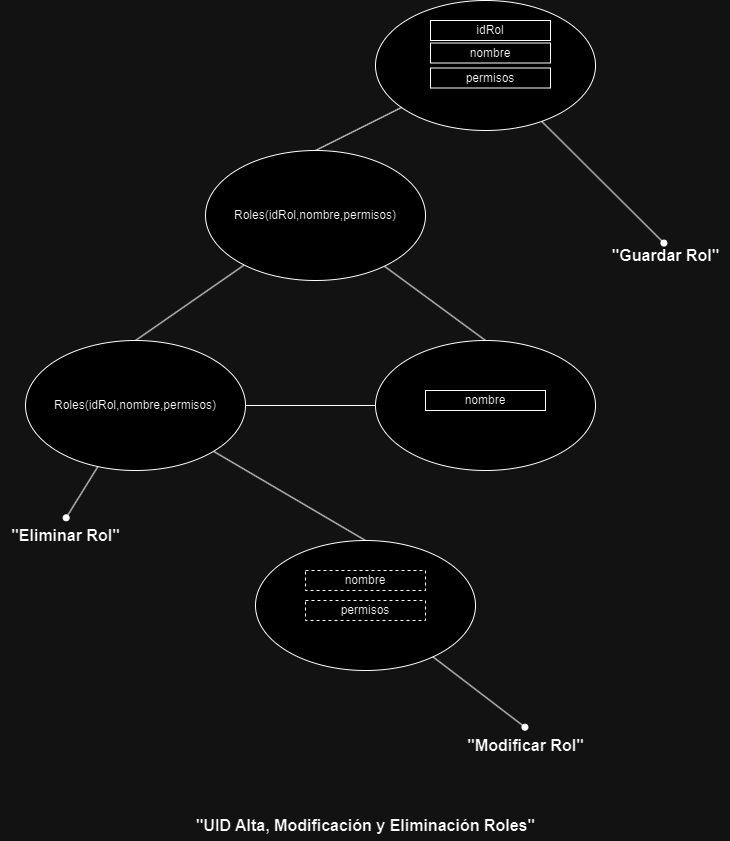 idRol
nombre
permisos
Roles(idRol,nombre,permisos)
"Guardar Rol"
Roles(idRol,nombre,permisos)
nombre
"Eliminar Rol"
nombre
permisos
"Modificar Rol"
"UID Alta, Modificación y Eliminación Roles"